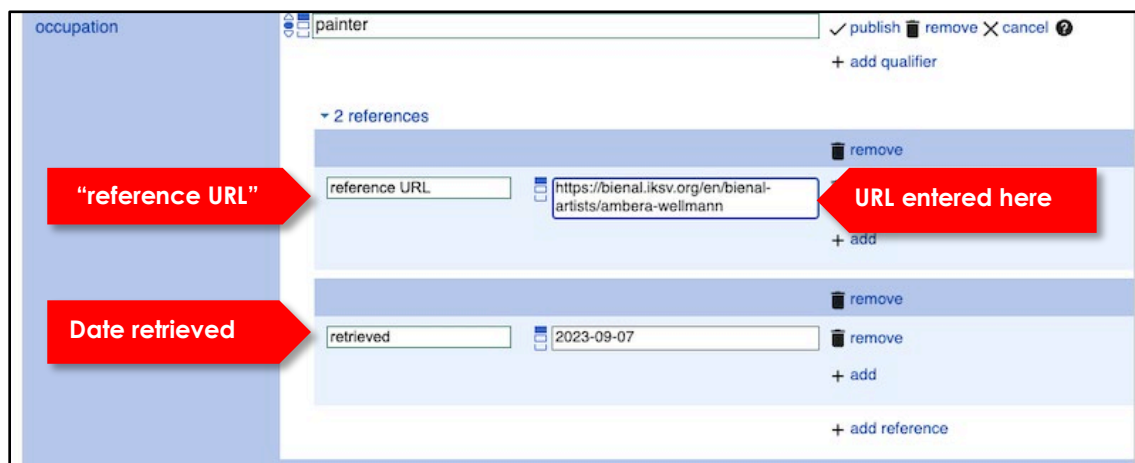 occupation
painter
publish remove cancel ?
+ add qualifier
2 references
remove
“reference URL”
reference URL
https://bienal.iksv.org/en/bienal-
artists/ambera-wellmann
URL entered here
+ add
remove
Date retrieved
retrieved
2023-09-07
remove
+ add
+ add reference